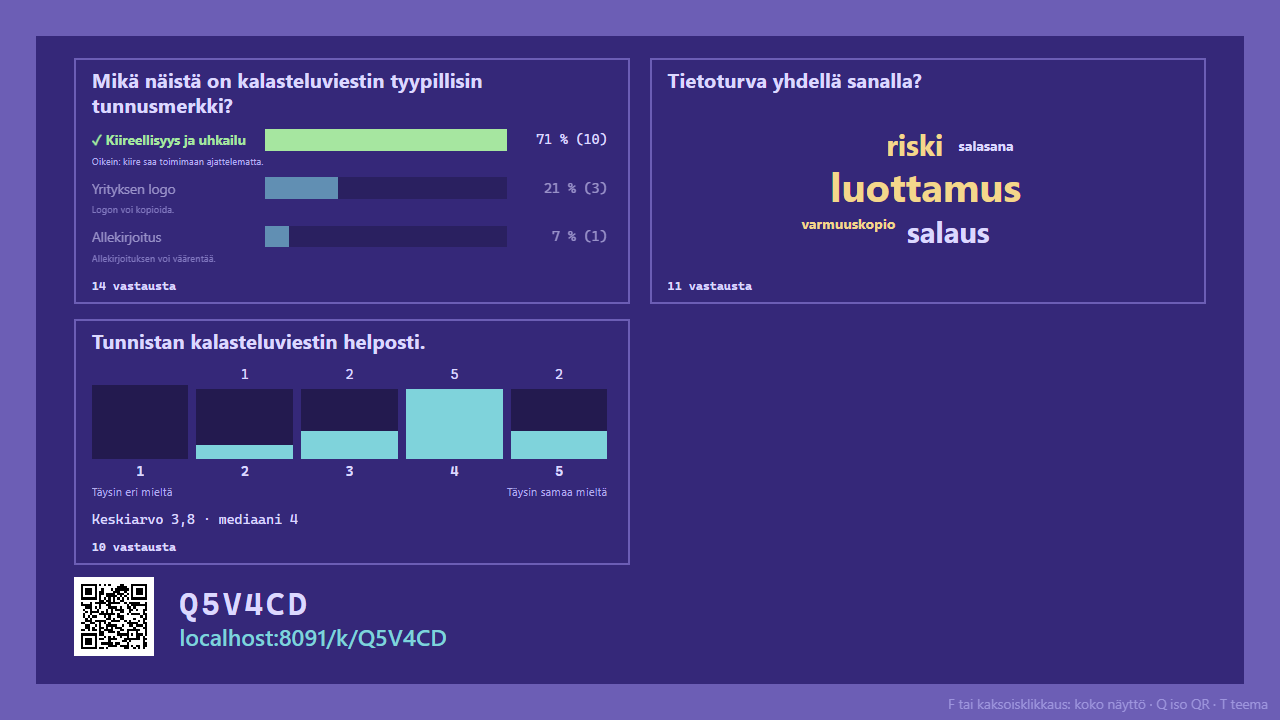 Mikä näistä on kalasteluviestin tyypillisin
tunnusmerkki?
✓ Kiireellisyys ja uhkailu 71 % (10)
Oikein: kiire saa toimimaan ajattelematta.
Yrityksen logo 21 % (3)
Logon voi kopioida.
Allekirjoitus 7 % (1)
Allekirjoituksen voi väärentää.
14 vastausta
Tietoturva yhdellä sanalla?
riski salasana
luottamus
varmuuskopio salaus
11 vastausta
Tunnistan kalasteluviestin helposti.
1 2 5 2
1 2 3 4 5
Täysin eri mieltä Täysin samaa mieltä
Keskiarvo 3,8 · mediaani 4
10 vastausta
Q5V4CD
localhost:8091/k/Q5V4CD
F tai kaksoisklikkaus: koko näyttö · Q iso QR · T teema